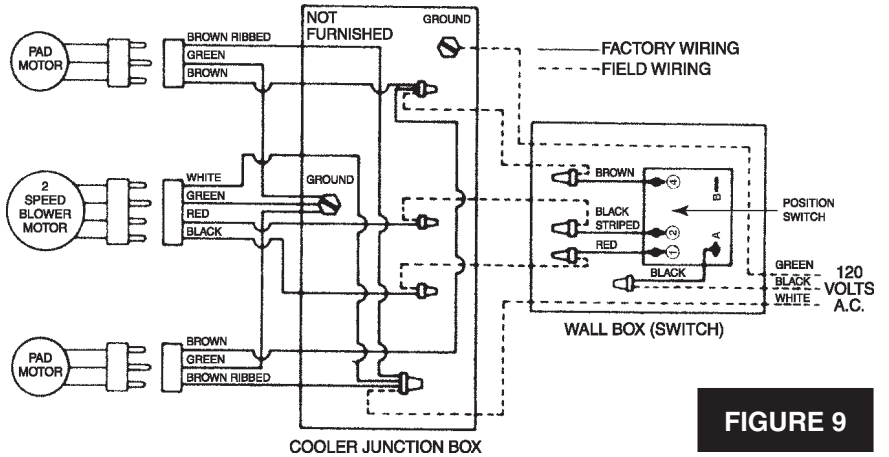 PAD
MOTOR
BROWN RIBBED
GREEN
BROWN
NOT
FURNISHED
GROUND
FACTORY WIRING
FIELD WIRING
2
SPEED
BLOWER
MOTOR
WHITE
GREEN
RED
BLACK
GROUND
BROWN
4
B
BLACK
STRIPED
2
RED
1
A
BLACK
POSITION
SWITCH
GREEN
BLACK
WHITE
120
VOLTS
A.C.
WALL BOX (SWITCH)
PAD
MOTOR
BROWN
GREEN
BROWN RIBBED
COOLER JUNCTION BOX
FIGURE 9